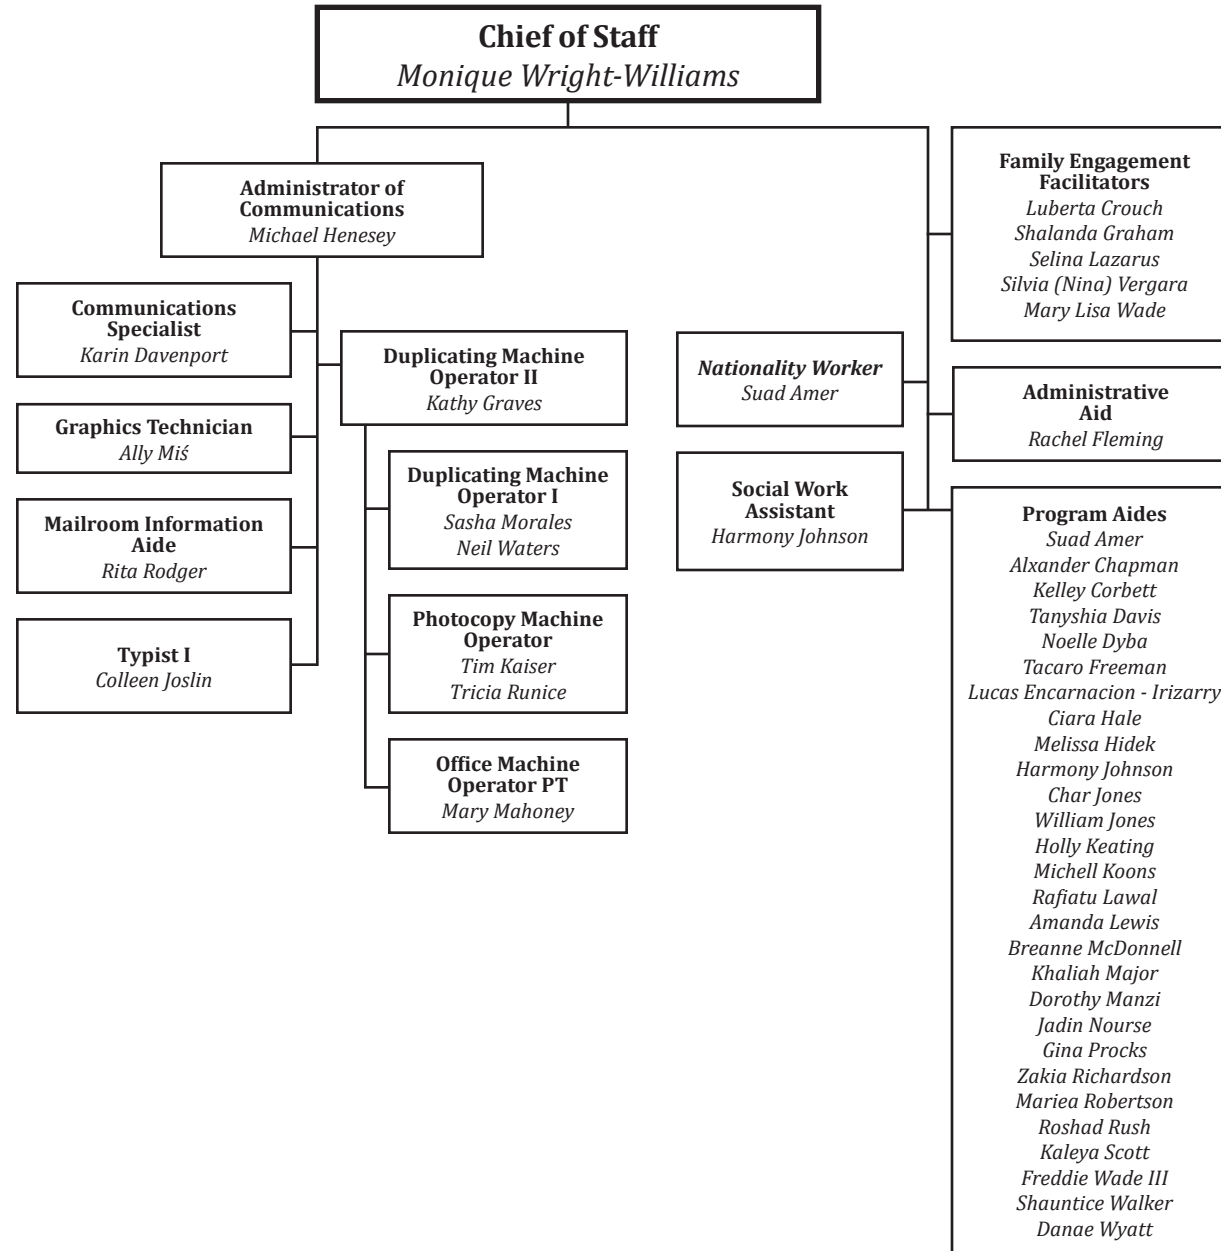 Chief of Staff
Monique Wright-Williams
Administrator of
Communications
Michael Henesey
Communications
Specialist
Karin Davenport
Graphics Technician
Ally Miś
Mailroom Information
Aide
Rita Rodger
Typist I
Colleen Joslin
Duplicating Machine
Operator II
Kathy Graves
Duplicating Machine
Operator I
Sasha Morales
Neil Waters
Photocopy Machine
Operator
Tim Kaiser
Tricia Runice
Office Machine
Operator PT
Mary Mahoney
Nationality Worker
Suad Amer
Social Work
Assistant
Harmony Johnson
Family Engagement
Facilitators
Luberta Crouch
Shalanda Graham
Selina Lazarus
Silvia (Nina) Vergara
Mary Lisa Wade
Administrative
Aid
Rachel Fleming
Program Aides
Suad Amer
Alxander Chapman
Kelley Corbett
Tanyshia Davis
Noelle Dyba
Tacaro Freeman
Lucas Encarnacion - Irizarry
Ciara Hale
Melissa Hidek
Harmony Johnson
Char Jones
William Jones
Holly Keating
Michell Koons
Rafiatu Lawal
Amanda Lewis
Breanne McDonnell
Khaliah Major
Dorothy Manzi
Jadin Nourse
Gina Procks
Zakia Richardson
Mariea Robertson
Roshad Rush
Kaleya Scott
Freddie Wade III
Shauntice Walker
Danae Wyatt